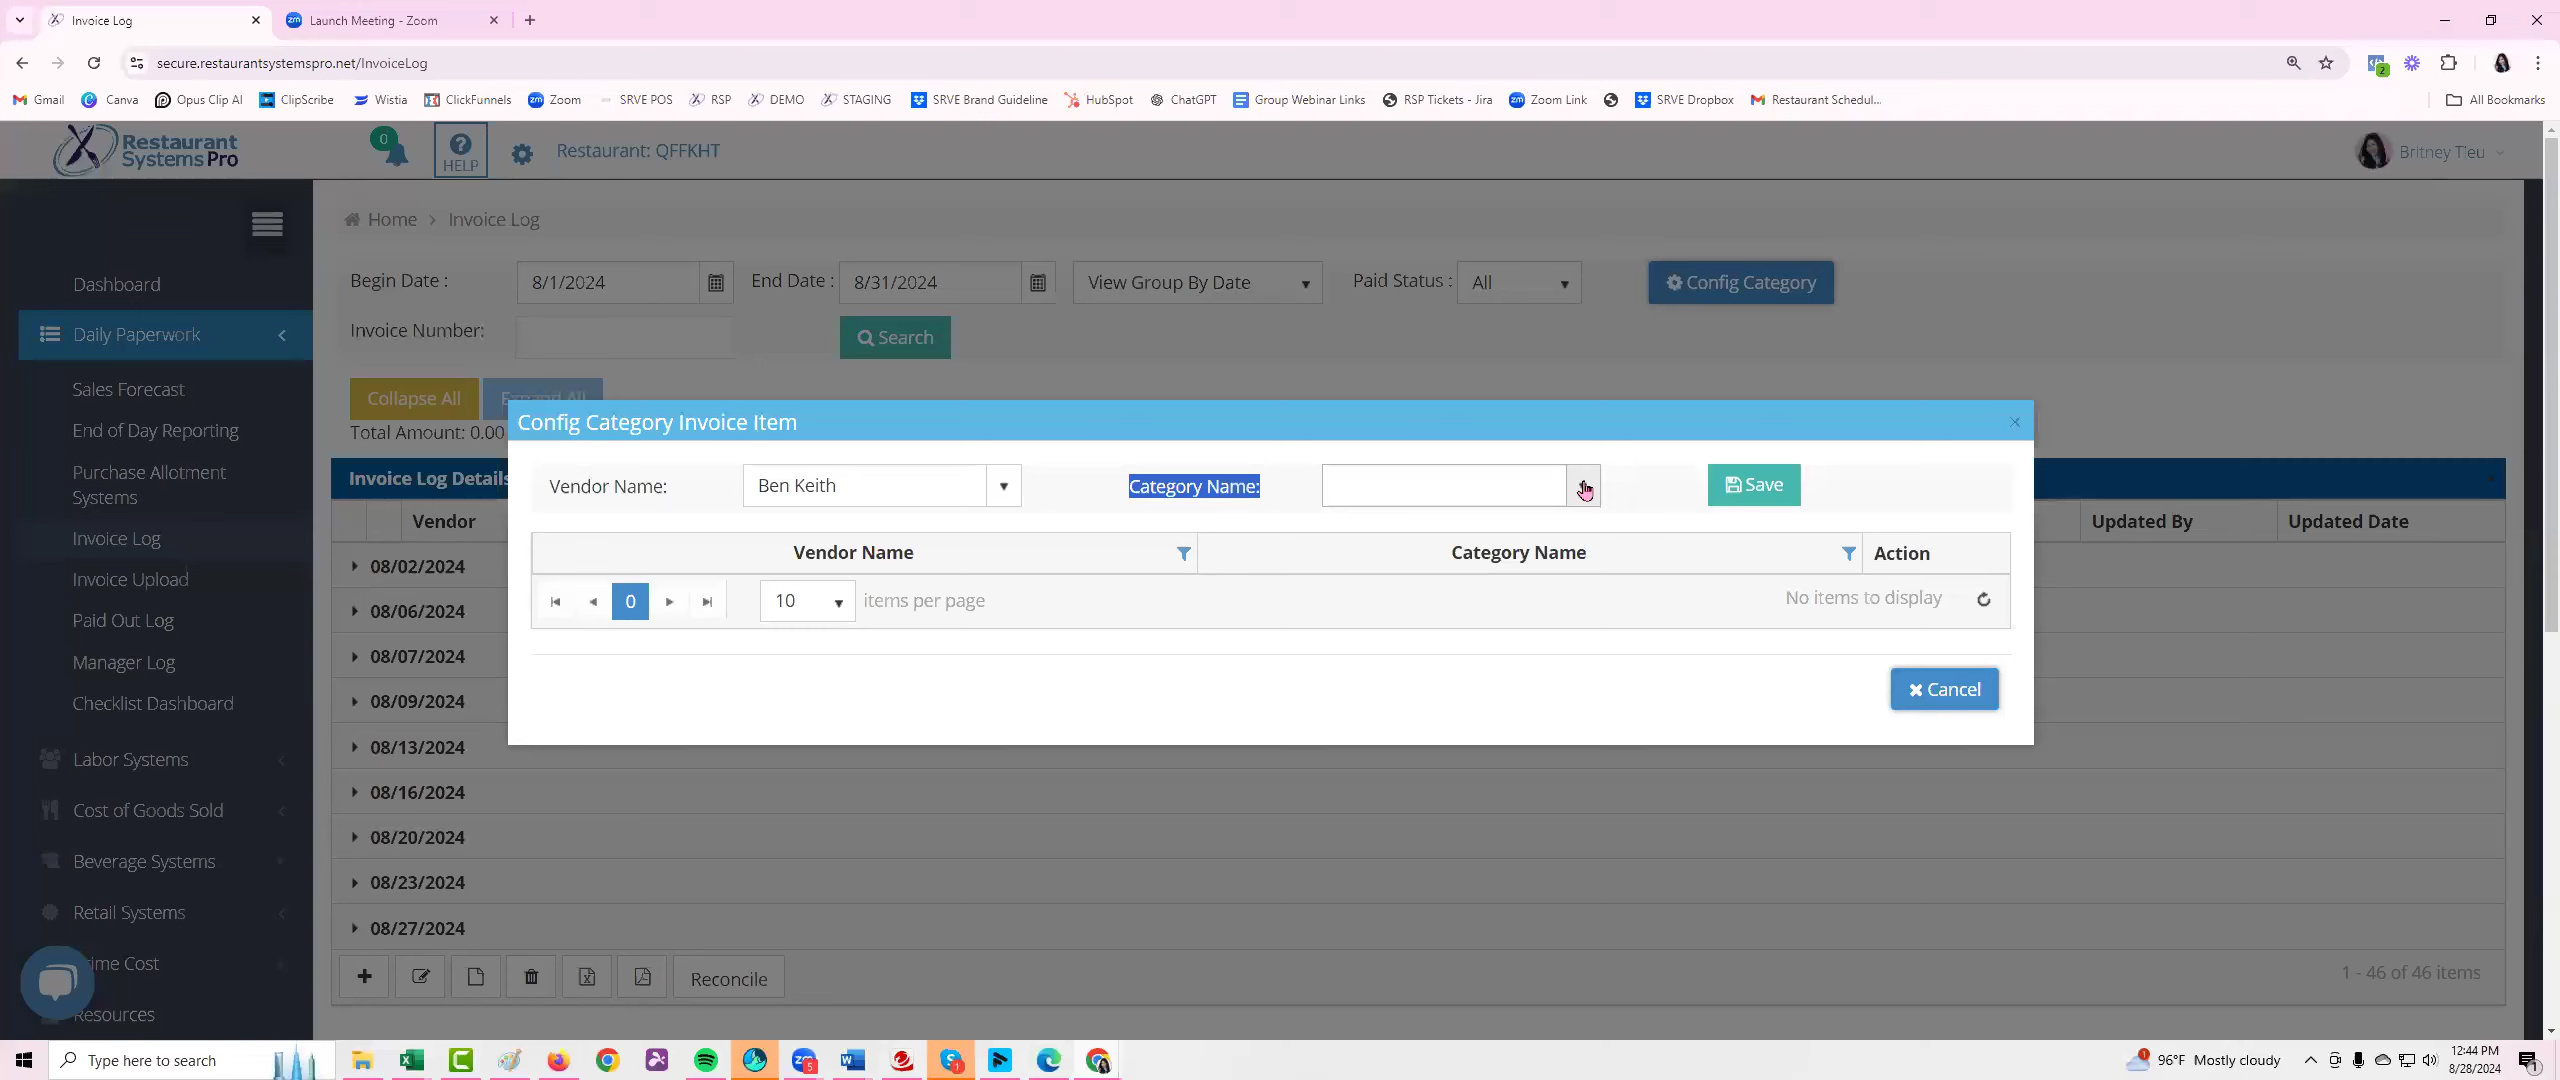 Invoice Log
Launch Meeting - Zoom
secure.restaurantsystemspro.net/InvoiceLog
2
Gmail
Canva
Opus Clip AI
ClipScribe
Wistia
ClickFunnels
Zoom
SRVE POS
RSP
DEMO
STAGING
SRVE Brand Guideline
HubSpot
ChatGPT
Group Webinar Links
RSP Tickets - Jira
Zoom Link
SRVE Dropbox
Restaurant Schedul...
All Bookmarks
Restaurant
Systems Pro
0
HELP
Restaurant: QFFKHT
Britney Tieu
Home > Invoice Log
Dashboard
Daily Paperwork
Sales Forecast
End of Day Reporting
Purchase Allotment
Systems
Invoice Log
Invoice Upload
Paid Out Log
Manager Log
Checklist Dashboard
Labor Systems
Cost of Goods Sold
Beverage Systems
Retail Systems
rime Cost
Resources
Begin Date :
8/1/2024
End Date :
8/31/2024
View Group By Date
Paid Status :
All
Config Category
Invoice Number:
Search
Collapse All
Expand All
Total Amount: 0.00
Invoice Log Details
Vendor
Updated By
Updated Date
08/02/2024
08/06/2024
08/07/2024
08/09/2024
08/13/2024
08/16/2024
08/20/2024
08/23/2024
08/27/2024
Reconcile
1 - 46 of 46 items
Config Category Invoice Item
Vendor Name:
Ben Keith
Category Name:
Save
Vendor Name
Category Name
Action
0
10
items per page
No items to display
Cancel
Type here to search
96°F Mostly cloudy
12:44 PM
8/28/2024